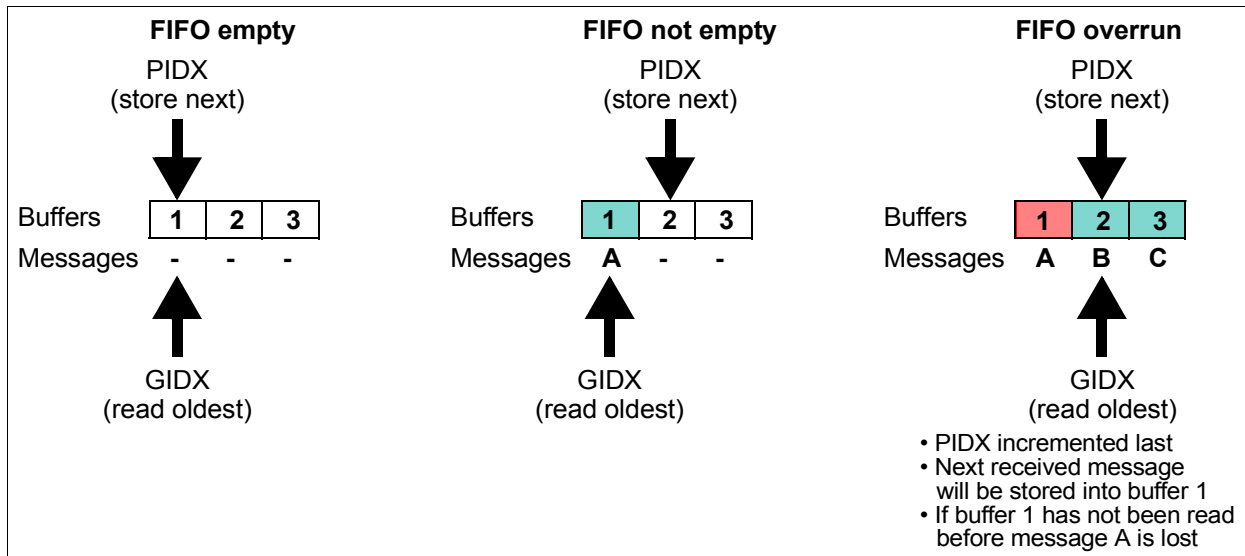 FIFO empty
PIDX
(store next)
Buffers 1 2 3
Messages - - -
GIDX
(read oldest)
FIFO not empty
PIDX
(store next)
Buffers 1 2 3
Messages A - -
GIDX
(read oldest)
FIFO overrun
PIDX
(store next)
Buffers 1 2 3
Messages A B C
GIDX
(read oldest)
• PIDX incremented last
• Next received message
will be stored into buffer 1
• If buffer 1 has not been read
before message A is lost